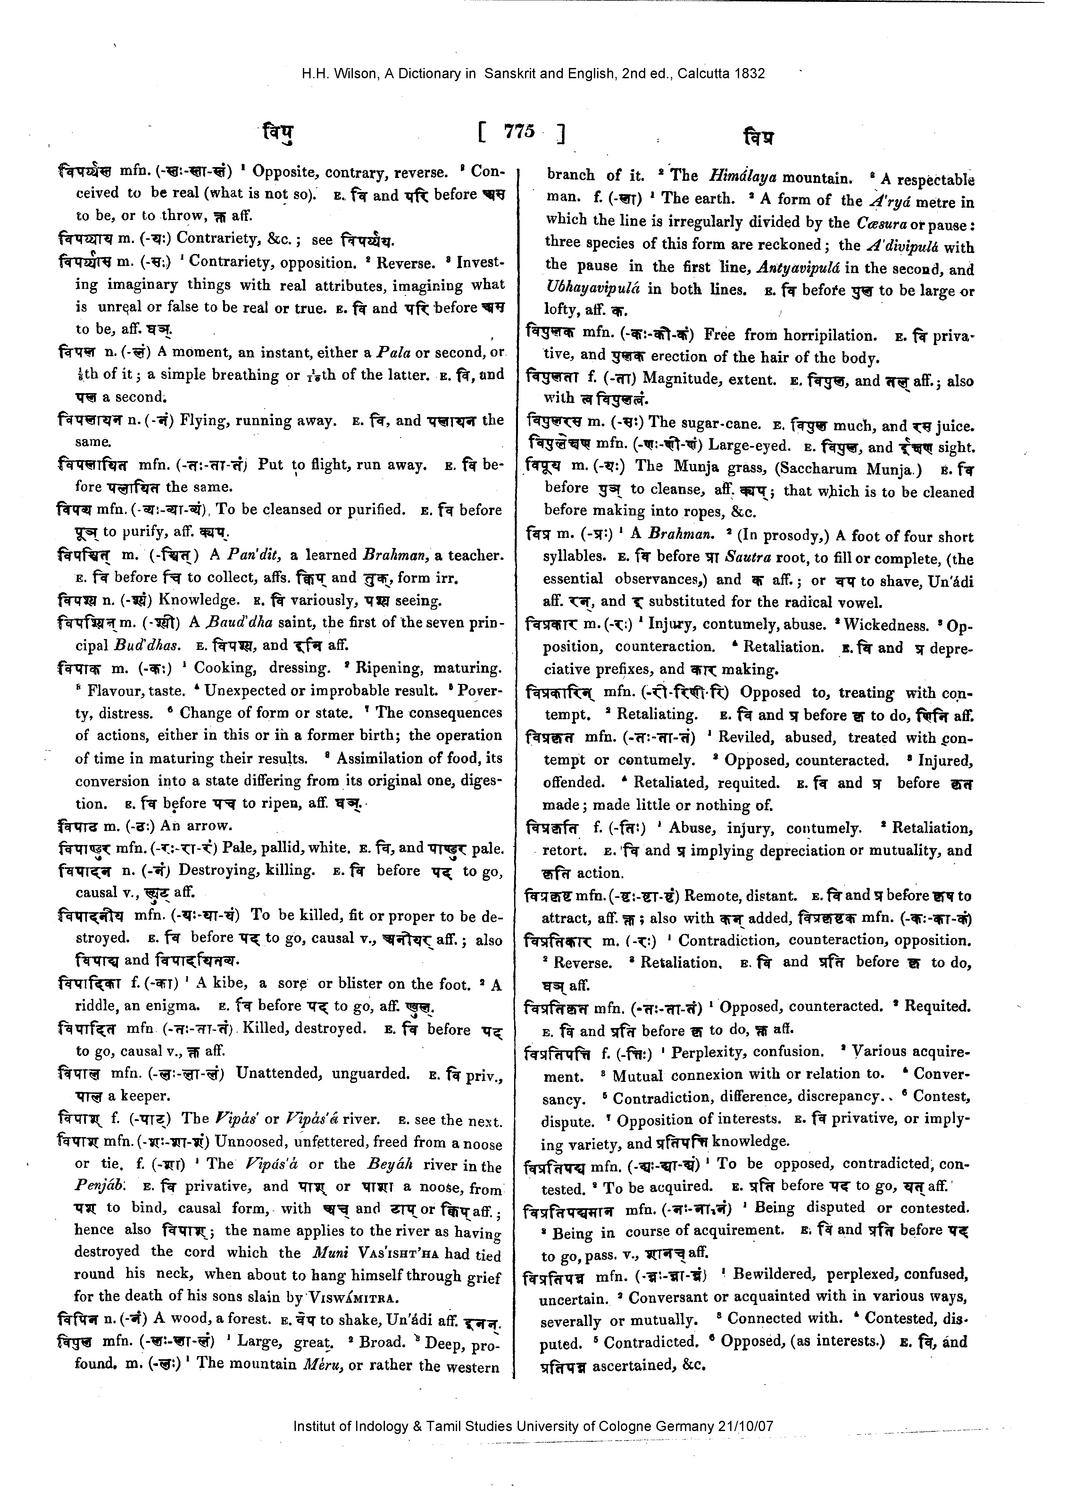 H.H. Wilson, A Dictionary in Sanskrit and English, 2nd ed., Calcutta 1832
विपु
[ 775 ]
विप्र
विपर्य्यस्त mfn. (-स्तः-स्ता-स्तं) ¹ Opposite, contrary, reverse. ² Con-
ceived to be real (what is not so). E. वि and परि before अस
to be, or to throw, क्त aff.
विपर्य्याय m. (-यः) Contrariety, &c.; see विपर्य्यय.
विपर्य्यास m. (-सः) ¹ Contrariety, opposition. ² Reverse. ³ Invest-
ing imaginary things with real attributes, imagining what
is unreal or false to be real or true. E. वि and परि before अस
to be, aff. घञ्.
विपल n. (-लं) A moment, an instant, either a Pala or second, or
th of it; a simple breathing or th of the latter. E. वि, and
पल a second.
विपलायन n. (-नं) Flying, running away. E. वि, and पलायन the
same.
विपलायित mfn. (-तः-ता-तं) Put to flight, run away. E. वि be-
fore पलायित the same.
विपव्य mfn. (-व्यः-व्या-व्यं) To be cleansed or purified. E. वि before
पूञ् to purify, aff. क्यप्.
विपश्चित् m. (-श्चित्) A Pan'dit, a learned Brahman, a teacher.
E. वि before चि to collect, affs. क्विप् and तुक्, form irr.
विपश्य n. (-श्यं) Knowledge. E. वि variously, पश्य seeing.
विपश्यिन् m. (-श्यी) A Baud'dha saint, the first of the seven prin-
cipal Bud'dhas. E. विपश्य, and इनि aff.
विपाक m. (-कः) ¹ Cooking, dressing. ² Ripening, maturing.
³ Flavour, taste. ⁴ Unexpected or improbable result. ⁵ Pover-
ty, distress. ⁶ Change of form or state. ⁷ The consequences
of actions, either in this or in a former birth; the operation
of time in maturing their results. ⁸ Assimilation of food, its
conversion into a state differing from its original one, diges-
tion. E. वि before पच to ripen, aff. घञ्.
विपाठ m. (-ठः) An arrow.
विपाण्डुर mfn. (-रः-रा-रं) Pale, pallid, white. E. वि, and पाण्डुर pale.
विपादन n. (-नं) Destroying, killing. E. वि before पद to go,
causal v., ल्युट् aff.
विपादनीय mfn. (-यः-या-यं) To be killed, fit or proper to be de-
stroyed. E. वि before पद to go, causal v., अनीयर् aff.; also
विपाद्य and विपादयितव्य.
विपादिका f. (-का) ¹ A kibe, a sore or blister on the foot. ² A
riddle, an enigma. E. वि before पद to go, aff. ण्वुल्.
विपादित mfn. (-तः-ता-तं) Killed, destroyed. E. वि before पद
to go, causal v., क्त aff.
विपाल mfn. (-लः-ला-लं) Unattended, unguarded. E. वि priv.,
पाल a keeper.
विपाश् f. (-पाट्) The Vipás' or Vipás'á river. E. see the next.
विपाश mfn. (-शः-शा-शं) Unnoosed, unfettered, freed from a noose
or tie. f. (-शा) ¹ The Vipás'á or the Beyáh river in the
Penjáb. E. वि privative, and पाश् or पाशा a noose, from
पश to bind, causal form, with अच् and टाप् or क्विप् aff.;
hence also विपाश्; the name applies to the river as having
destroyed the cord which the Muni VAS'ISHT'HA had tied
round his neck, when about to hang himself through grief
for the death of his sons slain by VISWÁMITRA.
विपिन n. (-नं) A wood, a forest. E. वेप to shake, Un'ádi aff. इनन्.
विपुल mfn. (-लः-ला-लं) ¹ Large, great. ² Broad. ³ Deep, pro-
found. m. (-लः) ¹ The mountain Méru, or rather the western
branch of it. ² The Himálaya mountain. ³ A respectable
man. f. (-ला) ¹ The earth. ² A form of the A'ryá metre in
which the line is irregularly divided by the Cæsura or pause:
three species of this form are reckoned; the A'divipulá with
the pause in the first line, Antyavipulá in the second, and
Ubhayavipulá in both lines. E. वि before पुल to be large or
lofty, aff. क.
विपुलक mfn. (-कः-की-कं) Free from horripilation. E. वि priva-
tive, and पुलक erection of the hair of the body.
विपुलता f. (-ता) Magnitude, extent. E. विपुल, and तल् aff.; also
with त्व विपुलत्वं.
विपुलरस m. (-सः) The sugar-cane. E. विपुल much, and रस juice.
विपुलेक्षण mfn. (-णः-णी-णं) Large-eyed. E. विपुल, and ईक्षण sight.
विपूय m. (-यः) The Munja grass, (Saccharum Munja.) E. वि
before पुञ् to cleanse, aff. क्यप्; that which is to be cleaned
before making into ropes, &c.
विप्र m. (-प्रः) ¹ A Brahman. ² (In prosody,) A foot of four short
syllables. E. वि before प्रा Sautra root, to fill or complete, (the
essential observances,) and क aff.; or वप to shave, Un'ádi
aff. रन्, and इ substituted for the radical vowel.
विप्रकार m. (-रः) ¹ Injury, contumely, abuse. ² Wickedness. ³ Op-
position, counteraction. ⁴ Retaliation. E. वि and प्र depre-
ciative prefixes, and कार making.
विप्रकारिन् mfn. (-री-रिणी-रि) Opposed to, treating with con-
tempt. ² Retaliating. E. वि and प्र before कृ to do, णिनि aff.
विप्रकृत mfn. (-तः-ता-तं) ¹ Reviled, abused, treated with con-
tempt or contumely. ² Opposed, counteracted. ³ Injured,
offended. ⁴ Retaliated, requited. E. वि and प्र before कृत
made; made little or nothing of.
विप्रकृति f. (-तिः) ¹ Abuse, injury, contumely. ² Retaliation,
retort. E. वि and प्र implying depreciation or mutuality, and
कृति action.
विप्रकृष्ट mfn. (-ष्टः-ष्टा-ष्टं) Remote, distant. E. वि and प्र before कृष to
attract, aff. क्त; also with कन् added, विप्रकृष्टक mfn. (-कः-का-कं)
विप्रतिकार m. (-रः) ¹ Contradiction, counteraction, opposition.
² Reverse. ³ Retaliation. E. वि and प्रति before कृ to do,
घञ् aff.
विप्रतिकृत mfn. (-तः-ता-तं) ¹ Opposed, counteracted. ² Requited.
E. वि and प्रति before कृ to do, क्त aff.
विप्रतिपत्ति f. (-त्तिः) ¹ Perplexity, confusion. ² Various acquire-
ment. ³ Mutual connexion with or relation to. ⁴ Conver-
sancy. ⁵ Contradiction, difference, discrepancy. ⁶ Contest,
dispute. ⁷ Opposition of interests. E. वि privative, or imply-
ing variety, and प्रतिपत्ति knowledge.
विप्रतिपद्य mfn. (-द्यः-द्या-द्यं) ¹ To be opposed, contradicted, con-
tested. ² To be acquired. E. प्रति before पद to go, यत् aff.
विप्रतिपद्यमान mfn. (-नः-ना-नं) ¹ Being disputed or contested.
² Being in course of acquirement. E. वि and प्रति before पद
to go, pass. v., शानच् aff.
विप्रतिपन्न mfn. (-न्नः-न्ना-न्नं) ¹ Bewildered, perplexed, confused,
uncertain. ² Conversant or acquainted with in various ways,
severally or mutually. ³ Connected with. ⁴ Contested, dis-
puted. ⁵ Contradicted. ⁶ Opposed, (as interests.) E. वि, and
प्रतिपन्न ascertained, &c.
Institut of Indology & Tamil Studies University of Cologne Germany 21/10/07